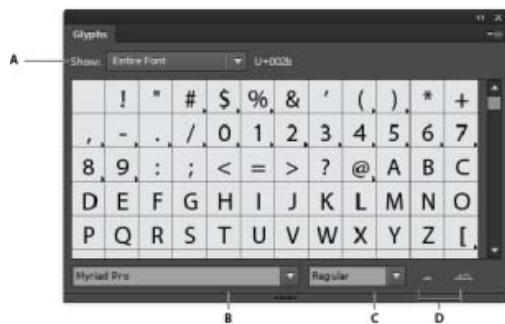 Glyphs
A Show: Entire Font U+002b
! " # $ % & ' ( ) * +
, - . / 0 1 2 3 4 5 6 7
8 9 : ; < = > ? @ A B C
D E F G H I J K L M N O
P Q R S T U V W X Y Z [
Myriad Pro Regular
B C D